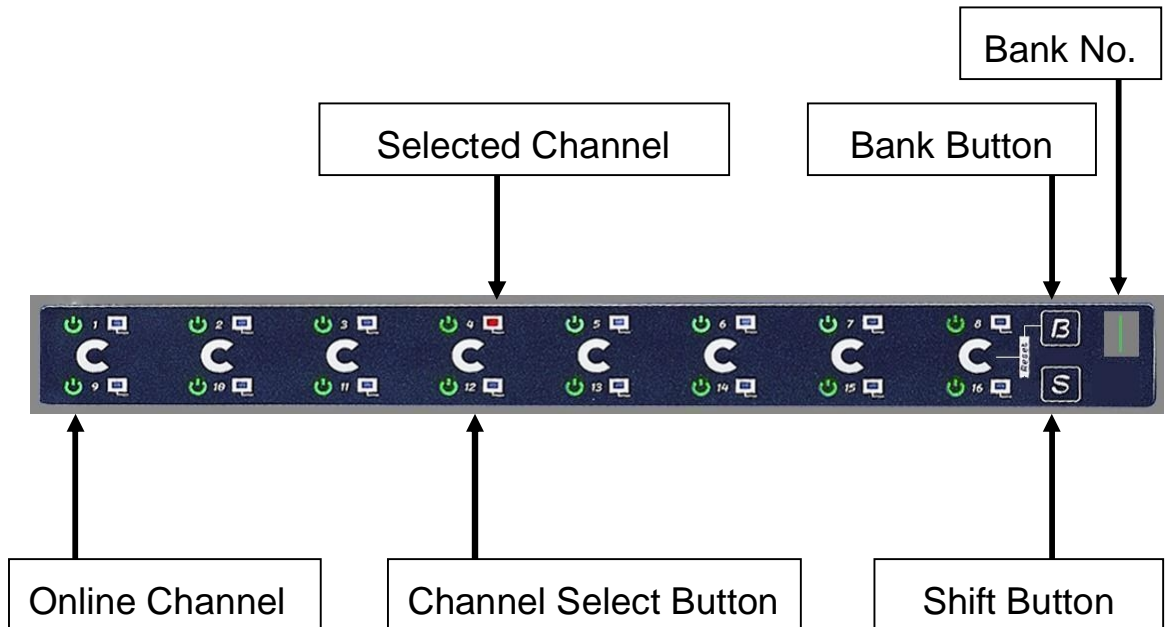 Bank No.
Selected Channel
Bank Button
1 2 3 4 5 6 7 8 B
C C C C C C C C Reset
9 10 11 12 13 14 15 16 S
Online Channel
Channel Select Button
Shift Button